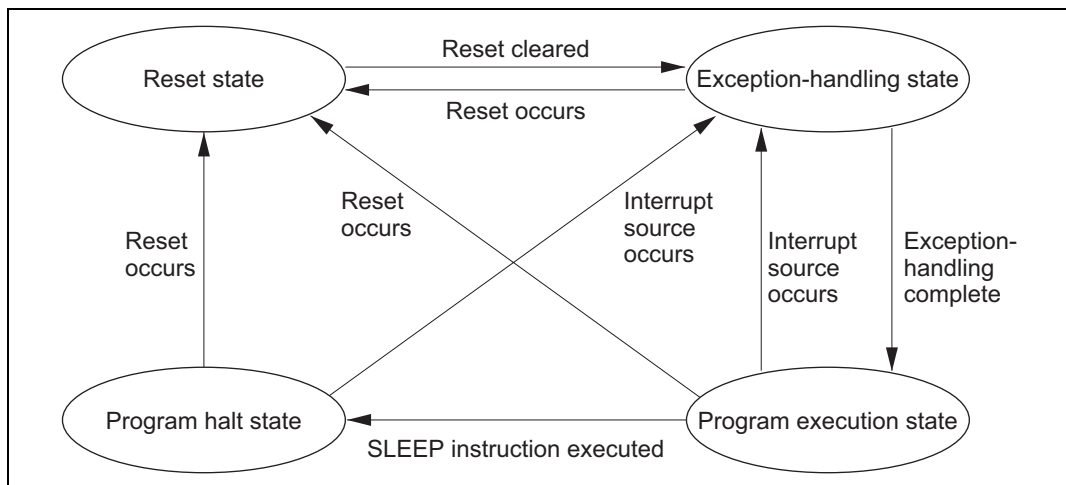 Reset cleared
Reset state
Exception-handling state
Reset occurs
Reset
occurs
Interrupt
source
occurs
Reset
occurs
Interrupt
source
occurs
Exception-
handling
complete
Program halt state
Program execution state
SLEEP instruction executed